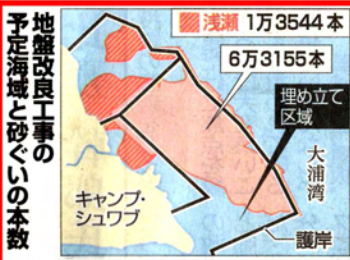 地盤改良工事の
予定海域と砂ぐいの本数
浅瀬 1万3544本
6万3155本
埋め立て
区域
大浦湾
キャンプ・
シュワブ
護岸